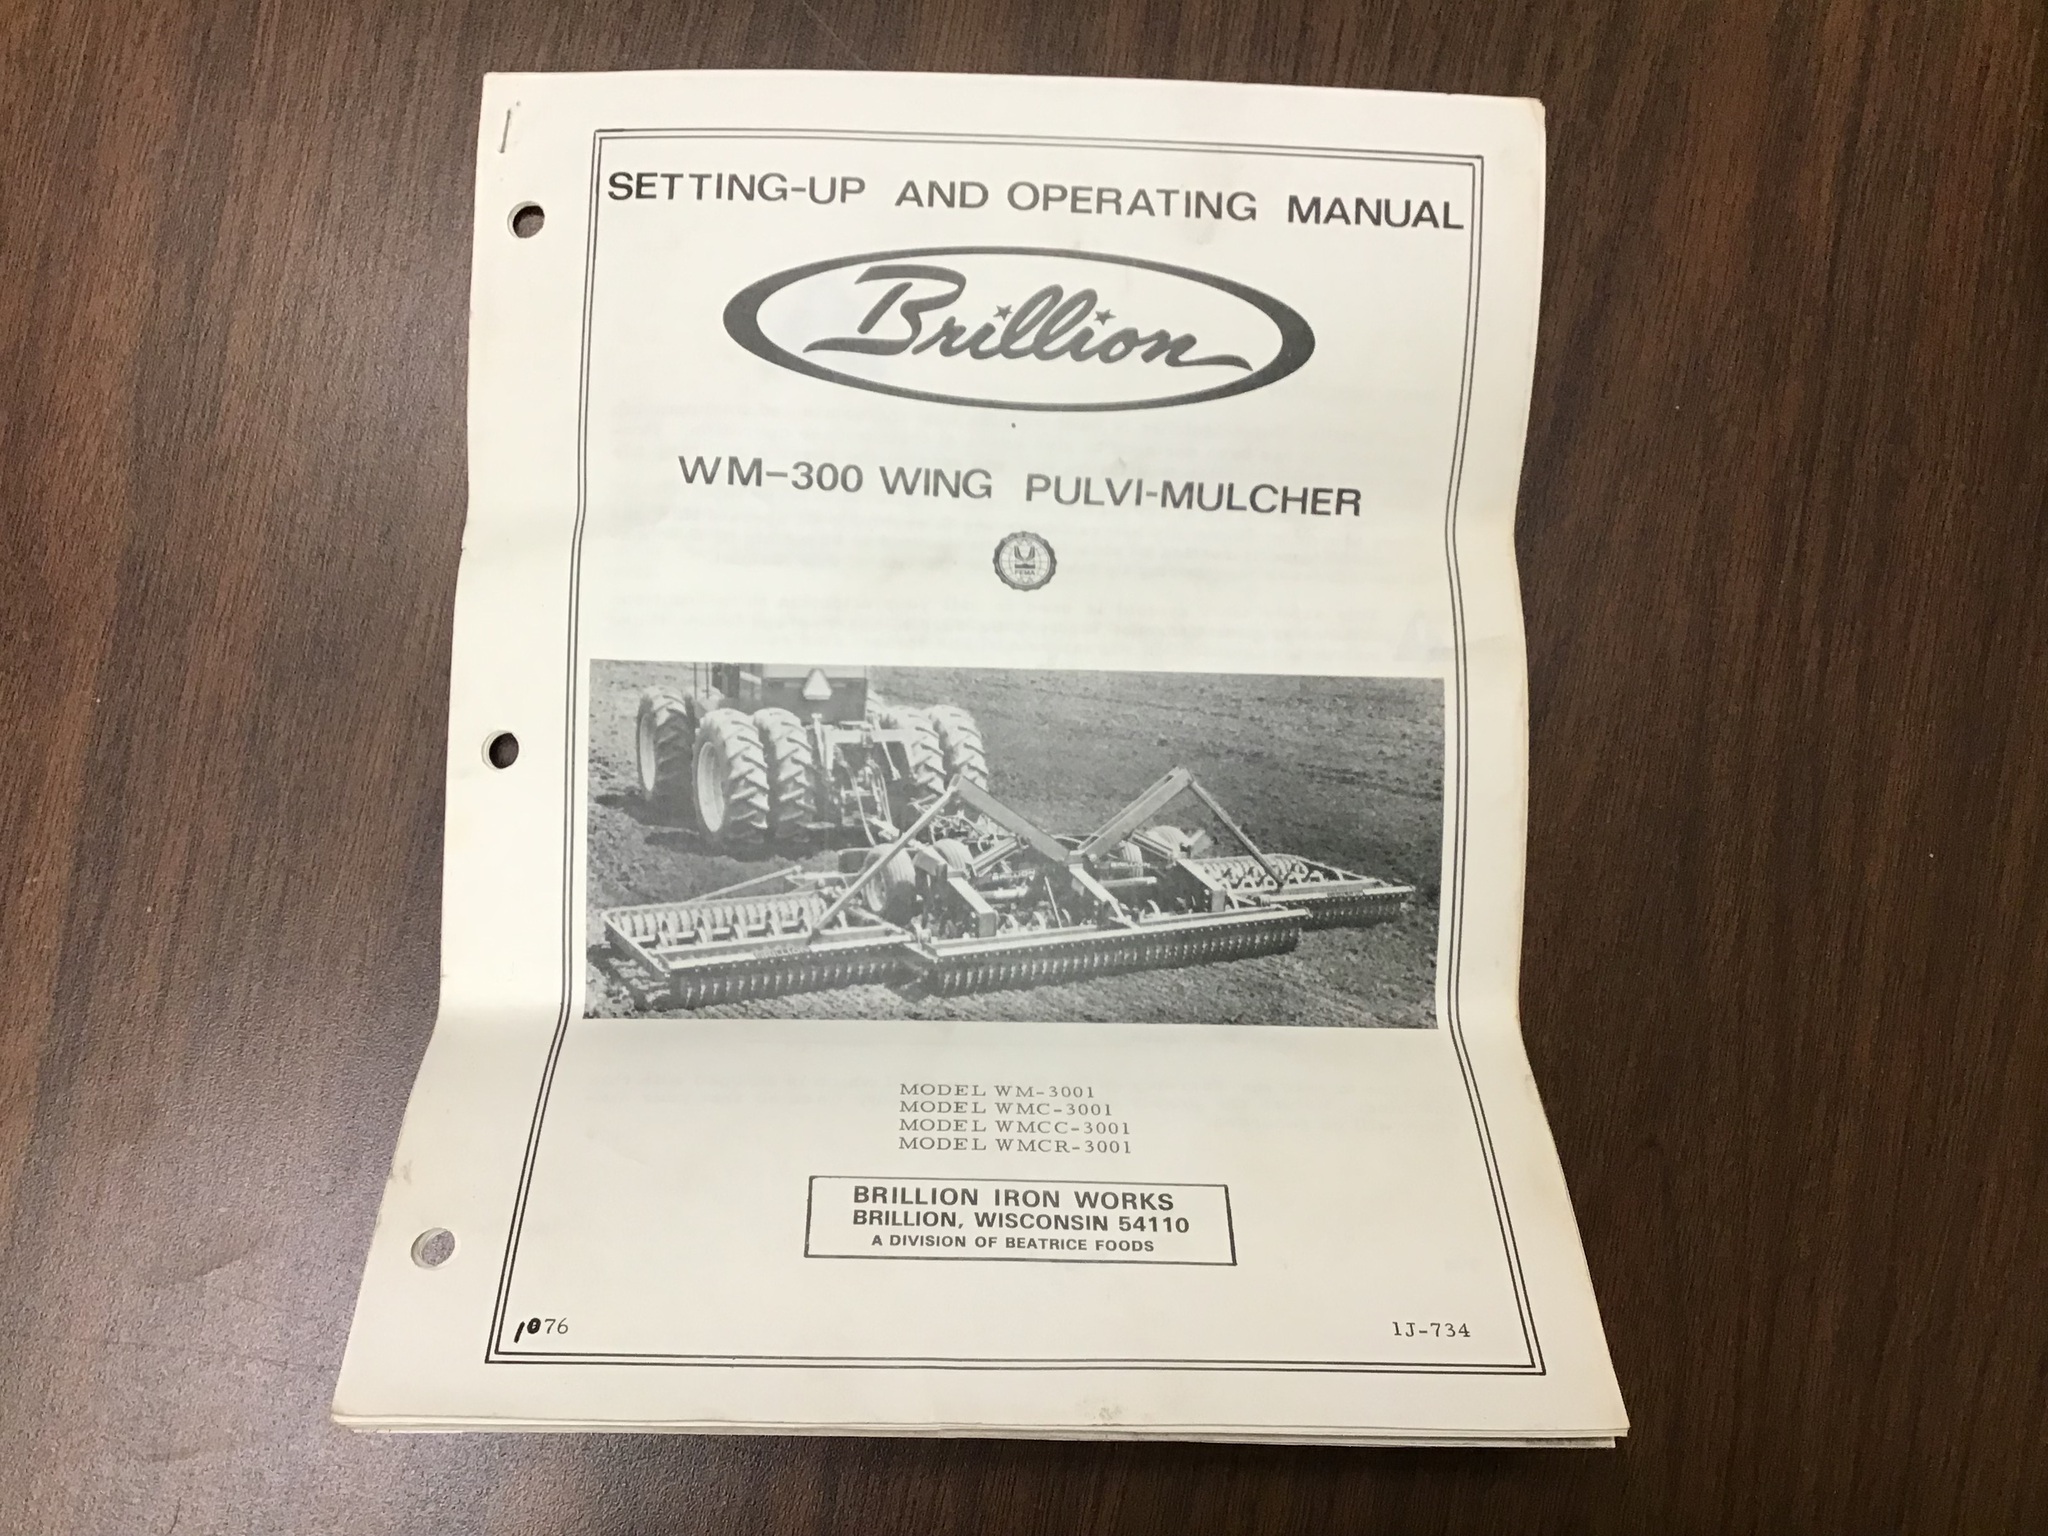 SETTING-UP AND OPERATING MANUAL
Brillion
WM-300 WING PULVI-MULCHER
FEMA
MODEL WM-3001
MODEL WMC-3001
MODEL WMCC-3001
MODEL WMCR-3001
BRILLION IRON WORKS
BRILLION, WISCONSIN 54110
A DIVISION OF BEATRICE FOODS
1076
1J-734